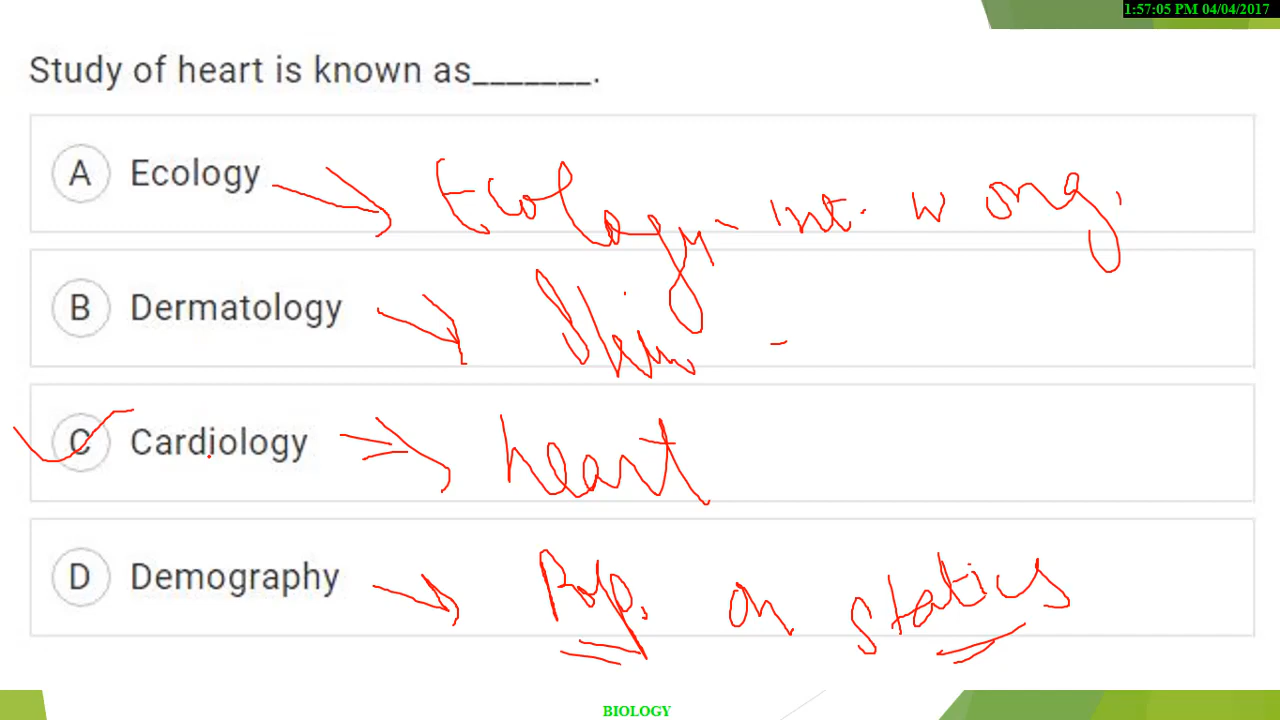 1:57:05 PM 04/04/2017
Study of heart is known as_______.
A Ecology Ecology - int. w ong.
B Dermatology Skin -
C Cardiology heart
D Demography Pop. on statics
BIOLOGY